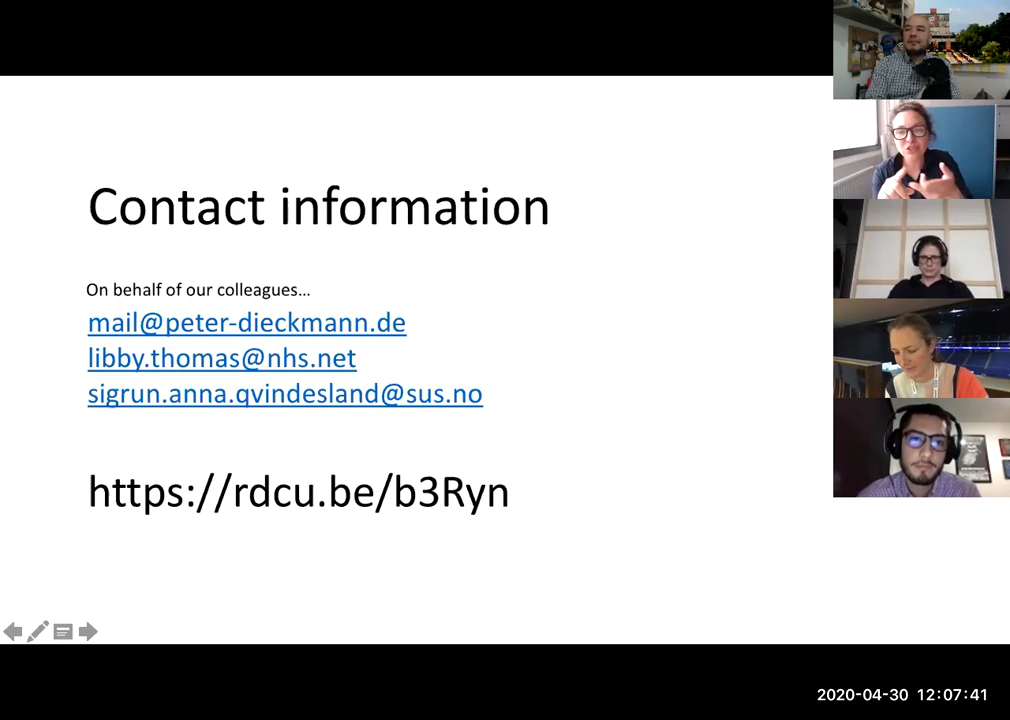 Contact information
On behalf of our colleagues...
mail@peter-dieckmann.de
libby.thomas@nhs.net
sigrun.anna.qvindesland@sus.no
https://rdcu.be/b3Ryn
2020-04-30 12:07:41